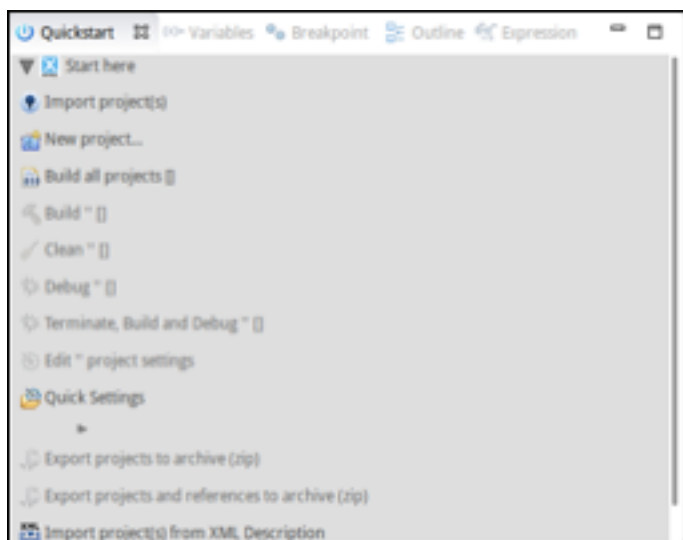 Quickstart Variables Breakpoint Outline Expression
Start here
Import project(s)
New project...
Build all projects []
Build '' []
Clean '' []
Debug '' []
Terminate, Build and Debug '' []
Edit '' project settings
Quick Settings
Export projects to archive (zip)
Export projects and references to archive (zip)
Import project(s) from XML Description